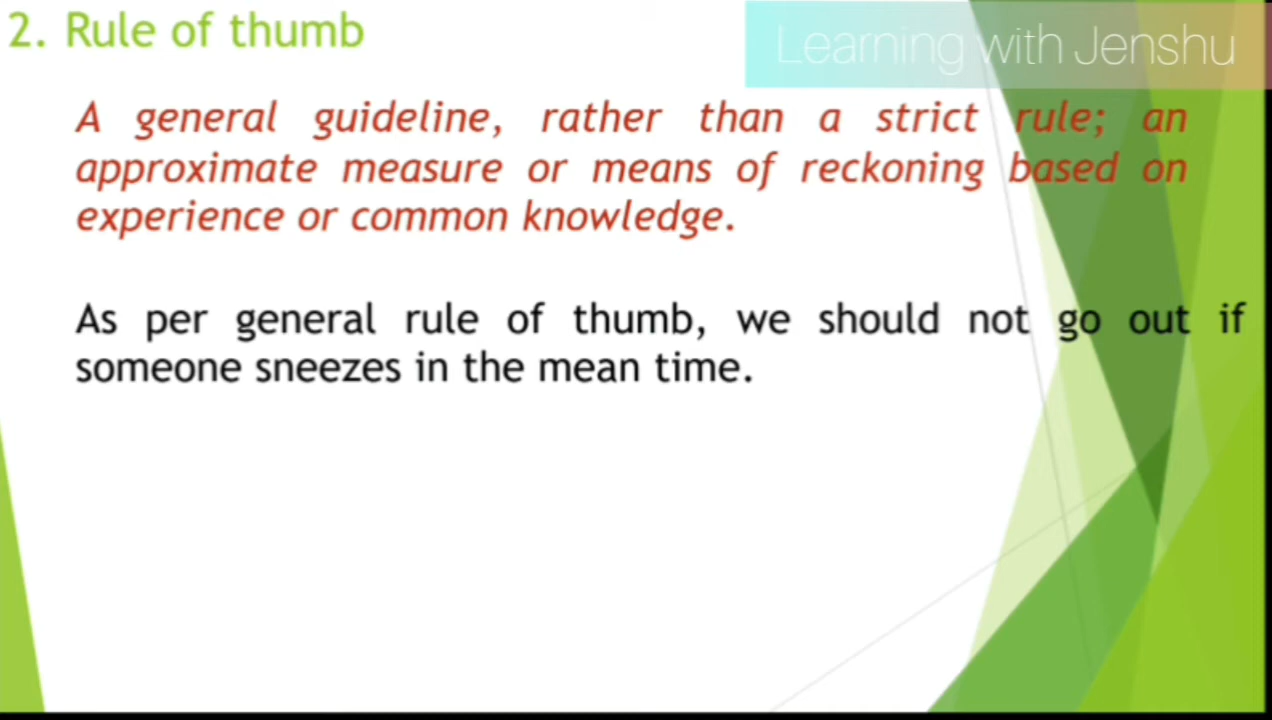 2. Rule of thumb
Learning with Jenshu
A general guideline, rather than a strict rule; an
approximate measure or means of reckoning based on
experience or common knowledge.
As per general rule of thumb, we should not go out if
someone sneezes in the mean time.